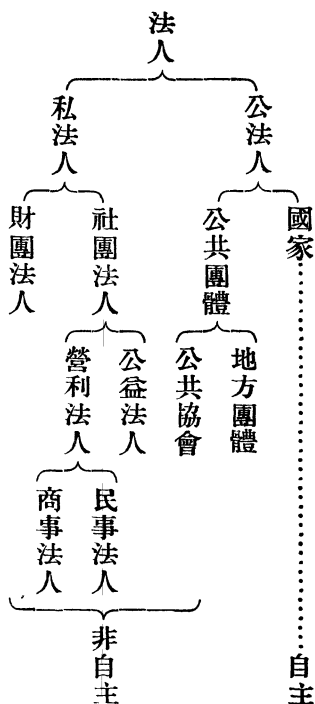 法人
公法人
私法人
國家
公共團體
社團法人
財團法人
地方團體
公共協會
公益法人
營利法人
民事法人
商事法人
自主
非自主